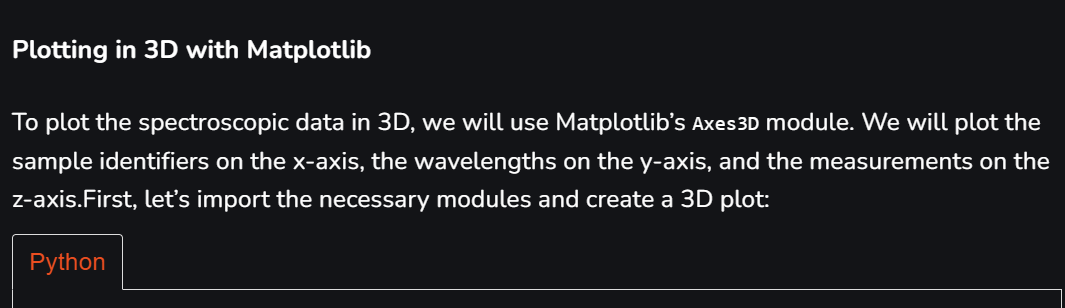 Plotting in 3D with Matplotlib
To plot the spectroscopic data in 3D, we will use Matplotlib’s Axes3D module. We will plot the
sample identifiers on the x-axis, the wavelengths on the y-axis, and the measurements on the
z-axis.First, let’s import the necessary modules and create a 3D plot:
Python